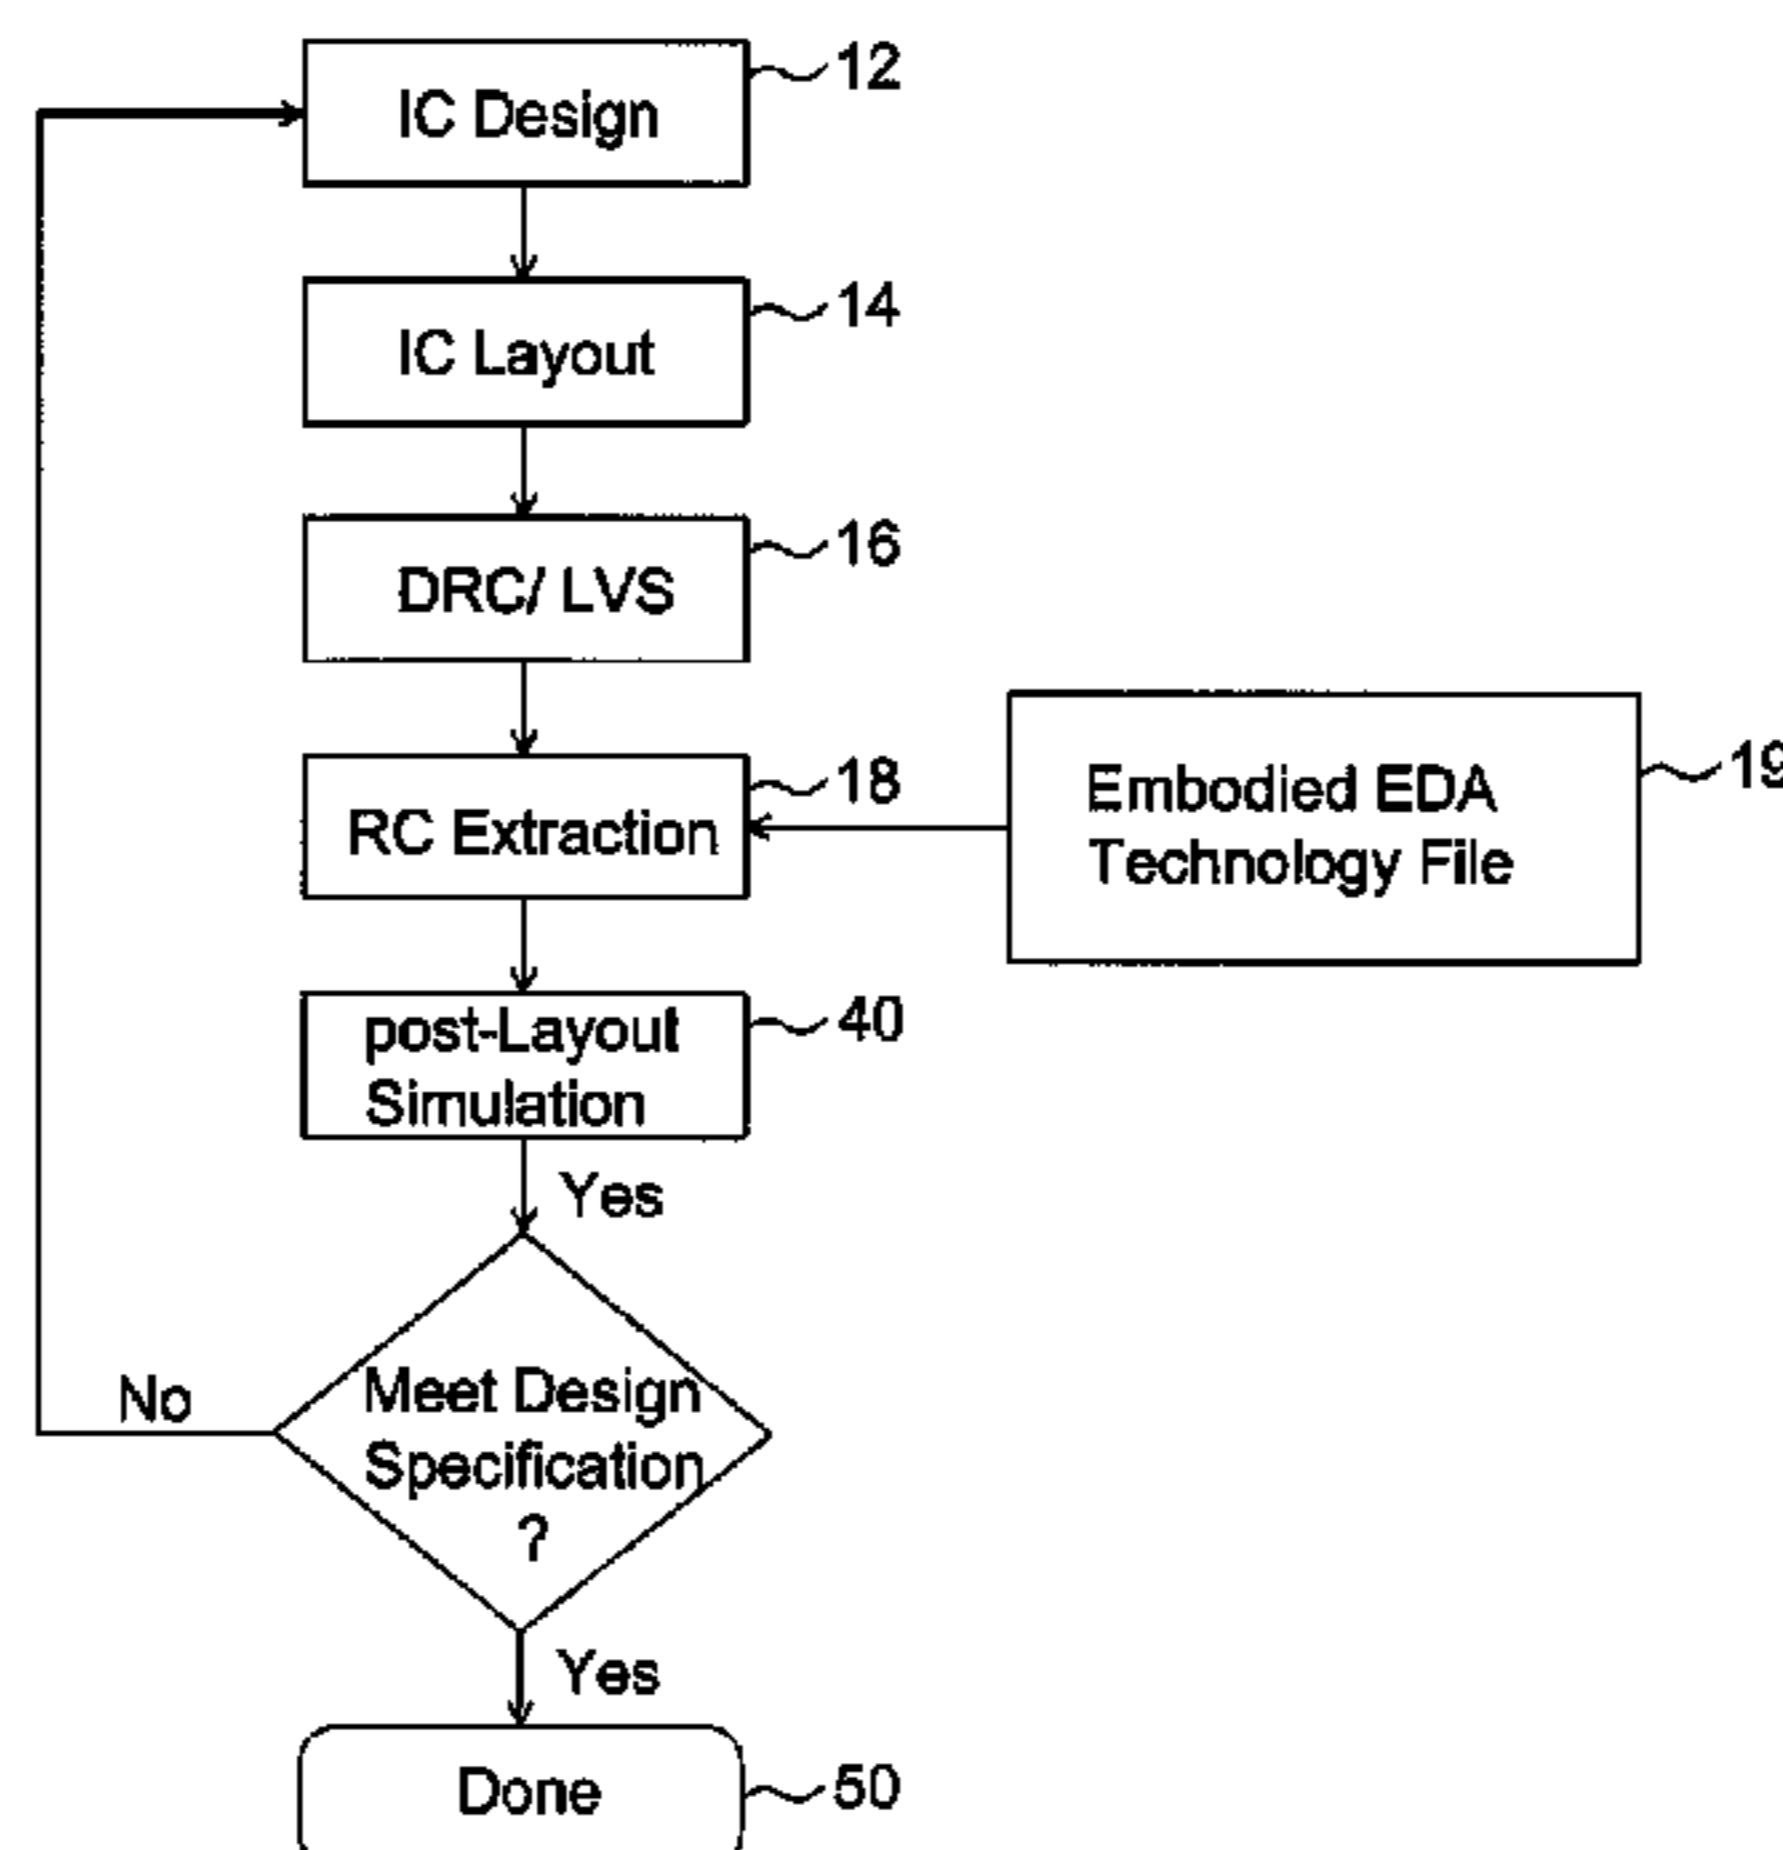 IC Design
12
IC Layout
14
DRC/ LVS
16
RC Extraction
18
Embodied EDA
Technology File
19
post-Layout
Simulation
40
Yes
Meet Design
Specification
?
No
Yes
Done
50